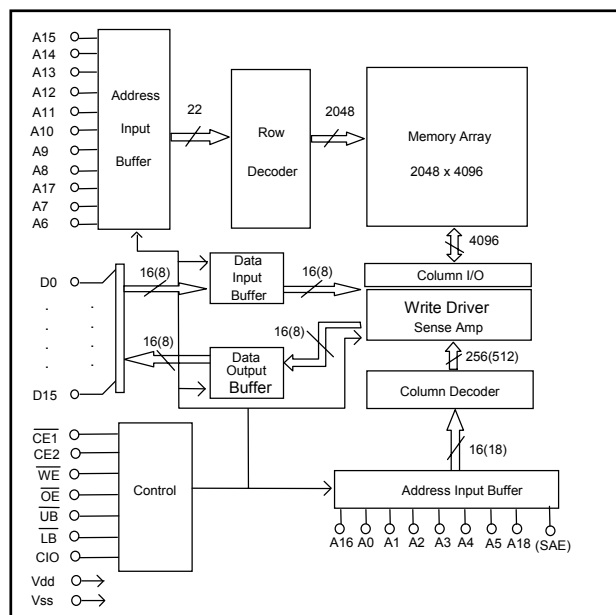 A15
A14
A13
A12
A11
A10
A9
A8
A17
A7
A6
Address
Input
Buffer
22
Row
Decoder
2048
Memory Array
2048 x 4096
4096
D0
.
.
.
.
D15
16(8)
Data
Input
Buffer
16(8)
Column I/O
Write Driver
Sense Amp
16(8)
Data
Output
Buffer
16(8)
256(512)
Column Decoder
16(18)
Address Input Buffer
A16 A0 A1 A2 A3 A4 A5 A18 (SAE)
CE1
CE2
WE
OE
UB
LB
CIO
Control
Vdd
Vss